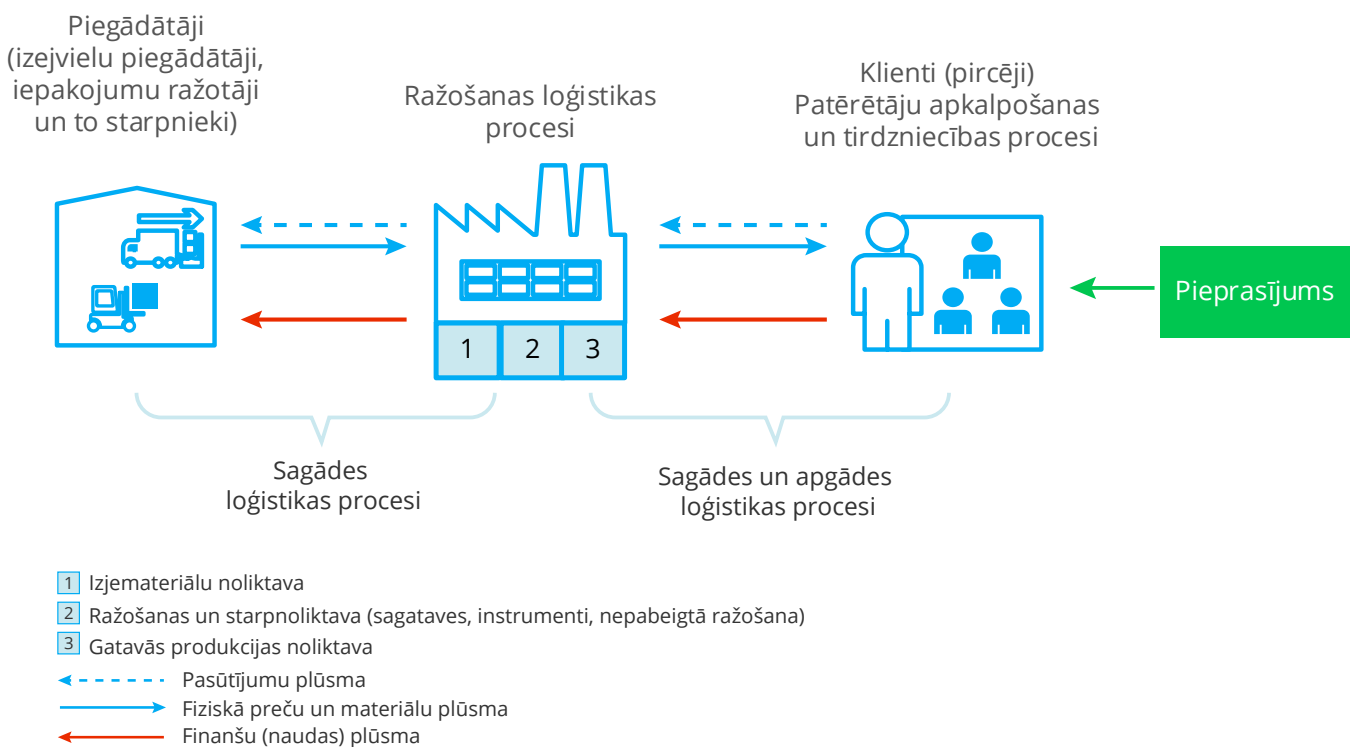 Piegādātāji
(izejvielu piegādātāji,
iepakojumu ražotāji
un to starpnieki)
Ražošanas loģistikas
procesi
Klienti (pircēji)
Patērētāju apkalpošanas
un tirdzniecības procesi
Pieprasījums
1 2 3
Sagādes
loģistikas procesi
Sagādes un apgādes
loģistikas procesi
1 Izjemateriālu noliktava
2 Ražošanas un starpnoliktava (sagataves, instrumenti, nepabeigtā ražošana)
3 Gatavās produkcijas noliktava
Pasūtījumu plūsma
Fiziskā preču un materiālu plūsma
Finanšu (naudas) plūsma